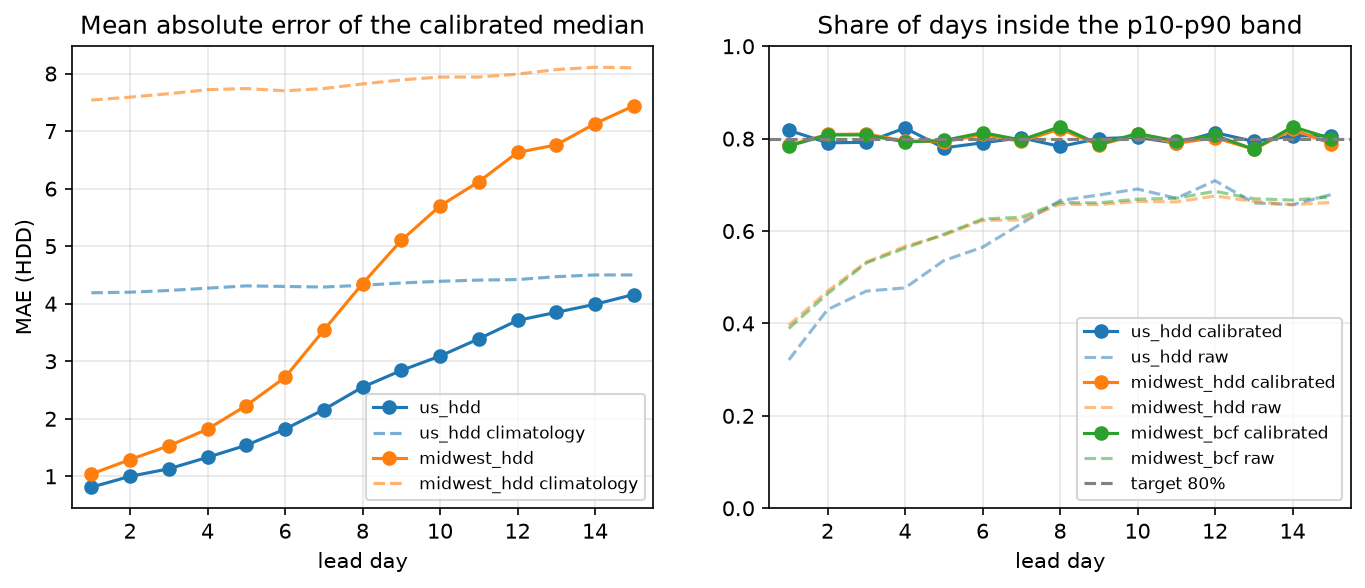 Mean absolute error of the calibrated median
MAE (HDD)
8
7
6
5
4
3
2
1
2 4 6 8 10 12 14
lead day
us_hdd
us_hdd climatology
midwest_hdd
midwest_hdd climatology
Share of days inside the p10-p90 band
1.0
0.8
0.6
0.4
0.2
0.0
2 4 6 8 10 12 14
lead day
us_hdd calibrated
us_hdd raw
midwest_hdd calibrated
midwest_hdd raw
midwest_bcf calibrated
midwest_bcf raw
target 80%